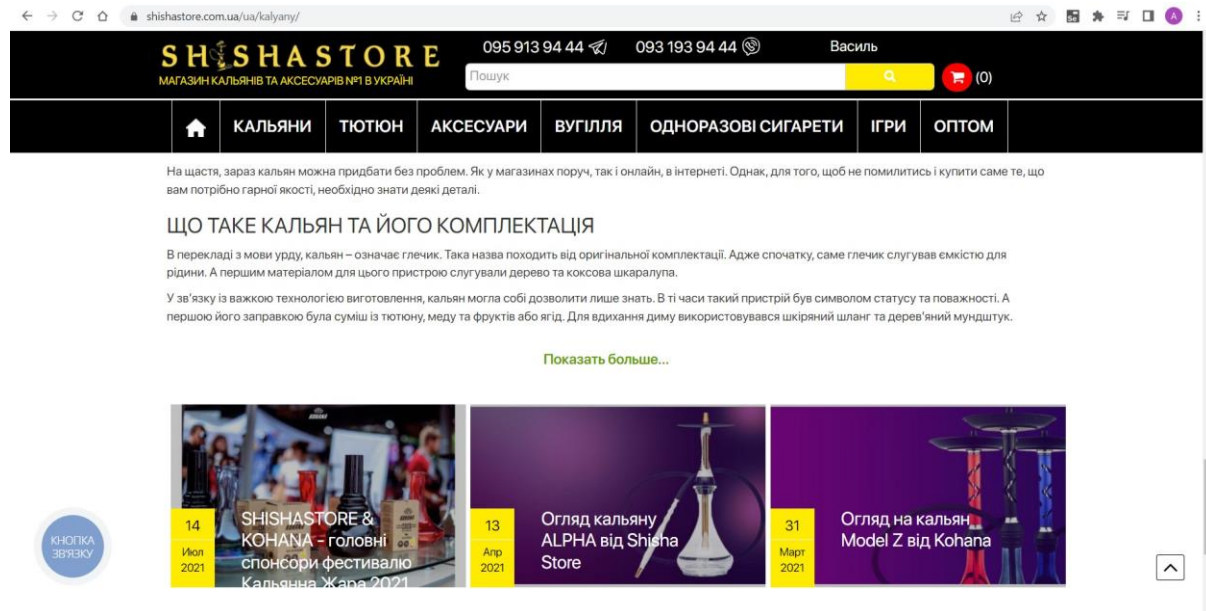 shishastore.com.ua/ua/kalyany/
SHISHASTORE
МАГАЗИН КАЛЬЯНІВ ТА АКСЕСУАРІВ №1 В УКРАЇНІ
095 913 94 44
093 193 94 44
Василь
Пошук
(0)
КАЛЬЯНИ
ТЮТЮН
АКСЕСУАРИ
ВУГІЛЛЯ
ОДНОРАЗОВІ СИГАРЕТИ
ІГРИ
ОПТОМ
На щастя, зараз кальян можна придбати без проблем. Як у магазинах поруч, так і онлайн, в інтернеті. Однак, для того, щоб не помилитись і купити саме те, що
вам потрібно гарної якості, необхідно знати деякі деталі.
ЩО ТАКЕ КАЛЬЯН ТА ЙОГО КОМПЛЕКТАЦІЯ
В перекладі з мови урду, кальян – означає глечик. Така назва походить від оригінальної комплектації. Адже спочатку, саме глечик слугував ємкістю для
рідини. А першим матеріалом для цього пристрою слугували дерево та коксова шкаралупа.
У зв'язку із важкою технологією виготовлення, кальян могла собі дозволити лише знать. В ті часи такий пристрій був символом статусу та поважності. А
першою його заправкою була суміш із тютюну, меду та фруктів або ягід. Для вдихання диму використовувався шкіряний шланг та дерев'яний мундштук.
Показать больше...
14
Июл
2021
SHISHASTORE &
KOHANA – головні
спонсори фестивалю
Кальянна Жара 2021
13
Апр
2021
Огляд кальяну
ALPHA від Shisha
Store
31
Март
2021
Огляд на кальян
Model Z від Kohana
КНОПКА
ЗВ'ЯЗКУ